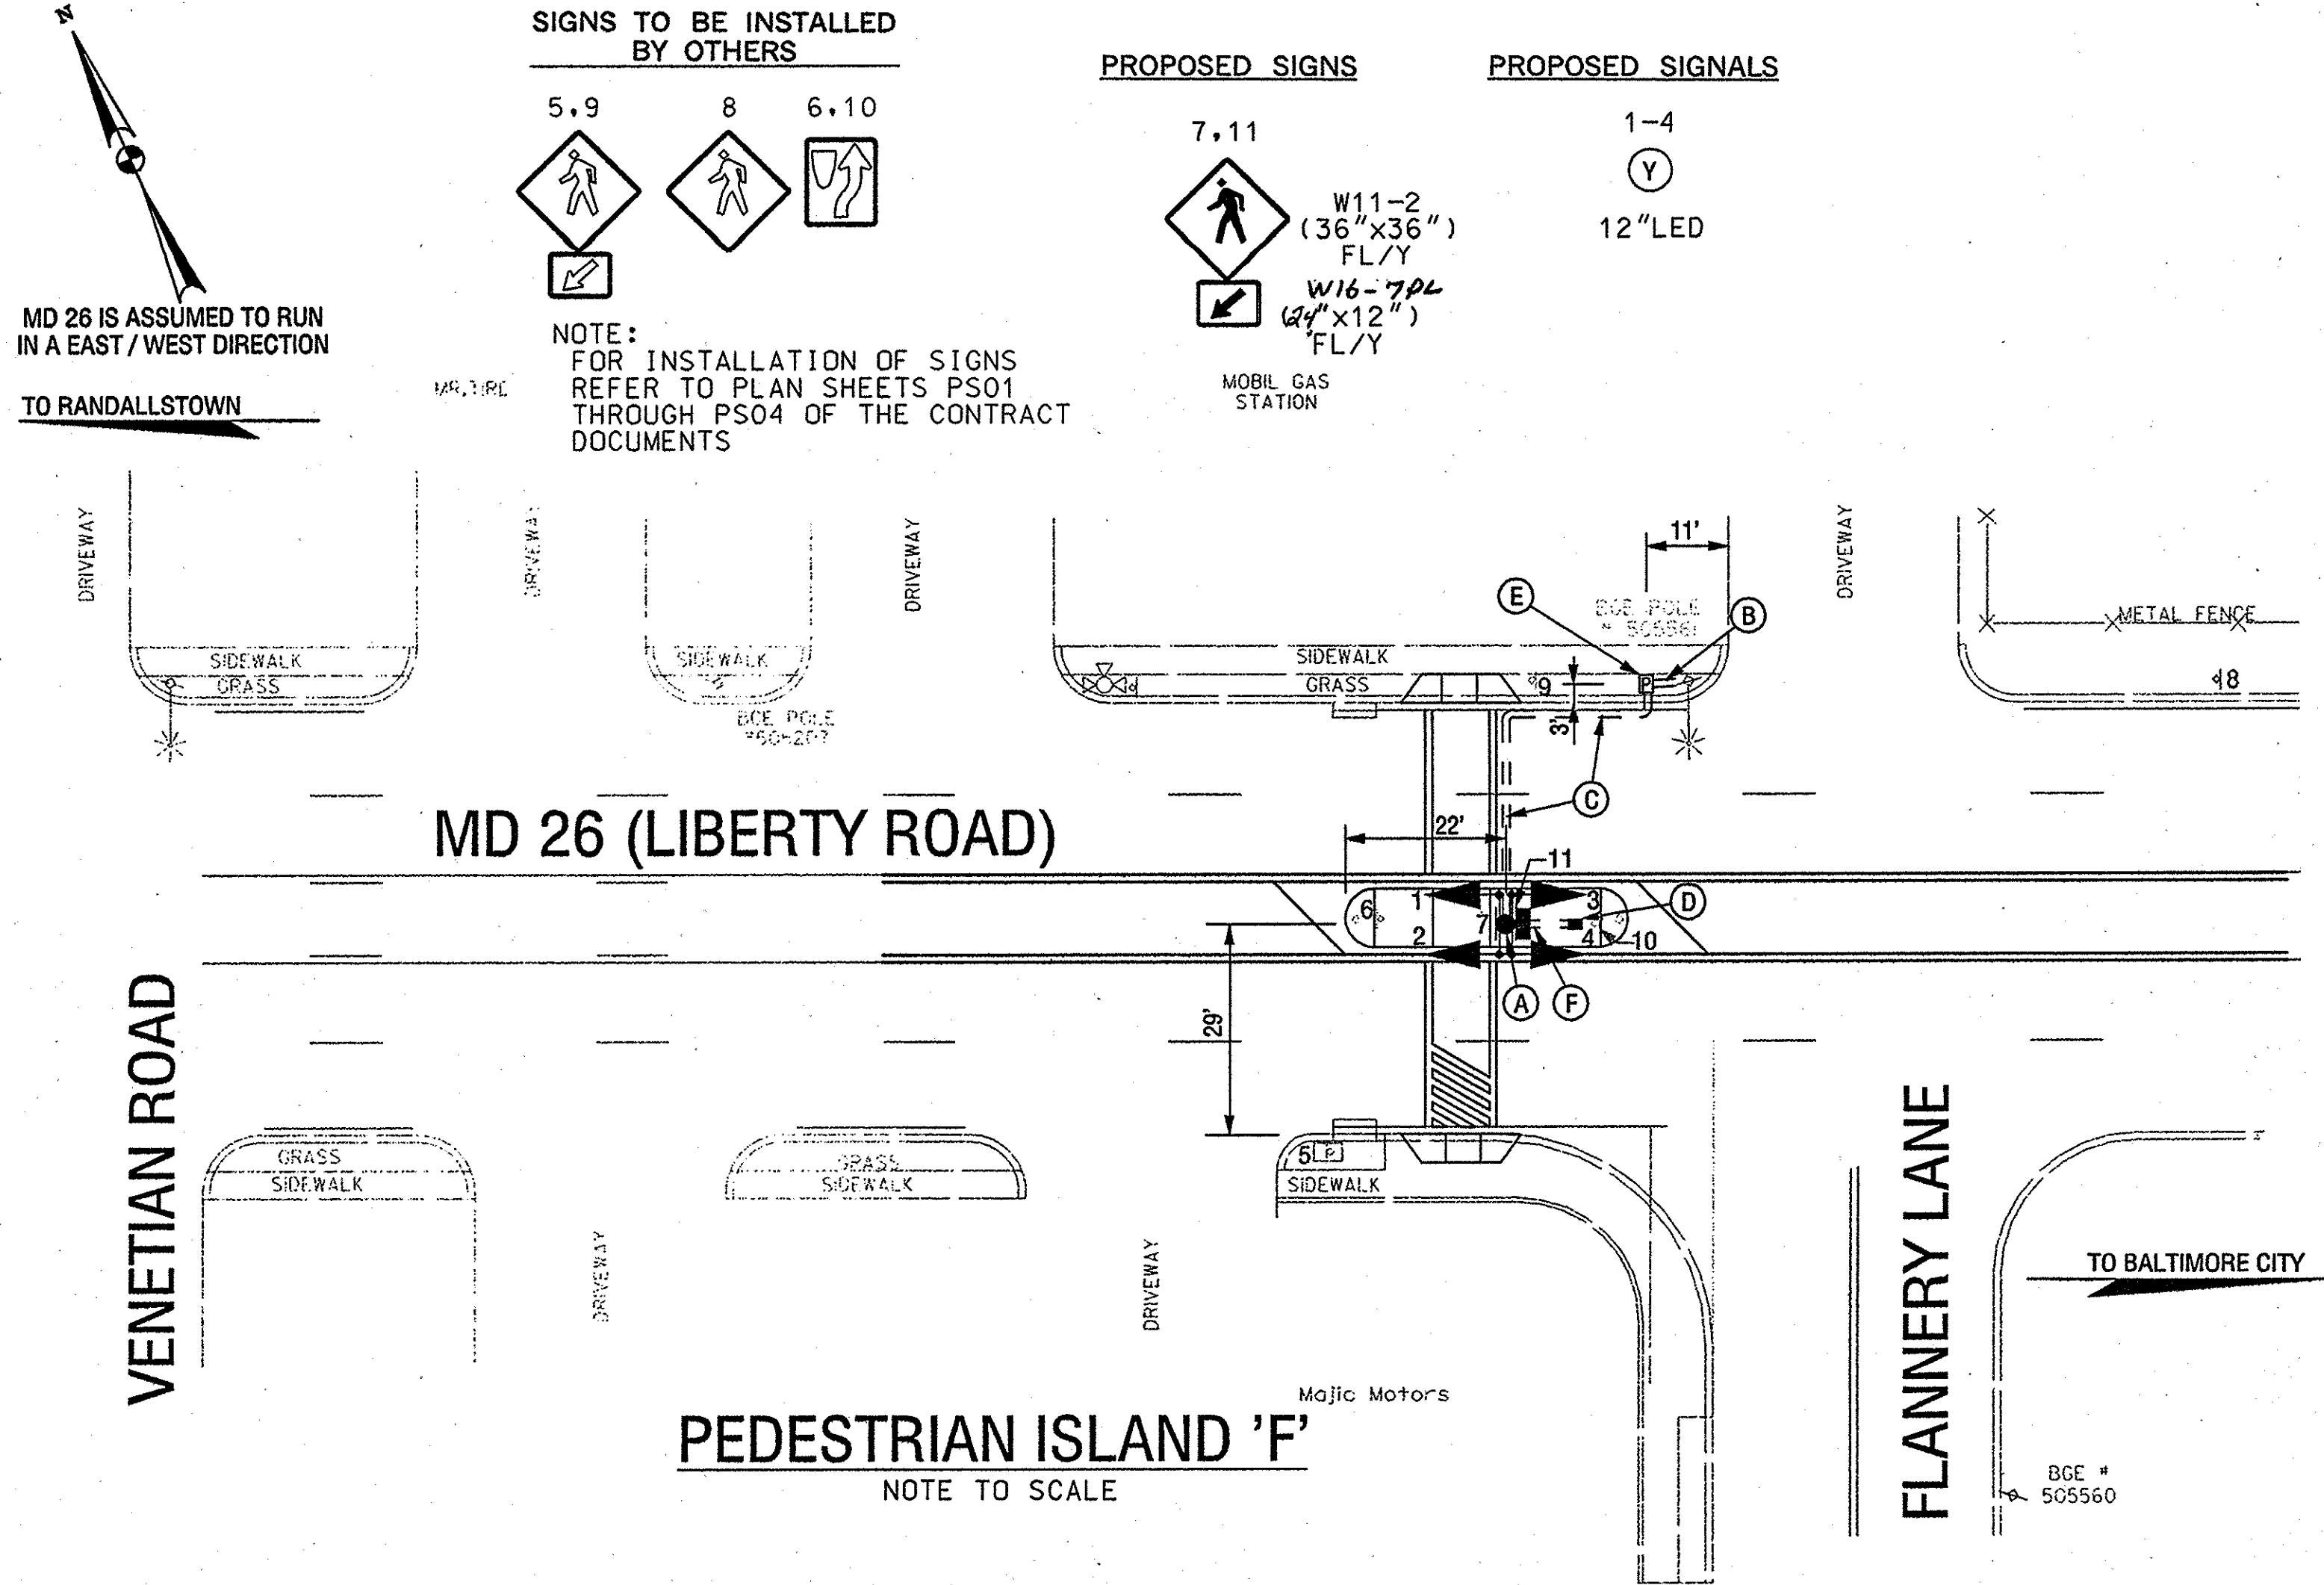 N
MD 26 IS ASSUMED TO RUN
IN A EAST / WEST DIRECTION
TO RANDALLSTOWN
SIGNS TO BE INSTALLED
BY OTHERS
5,9
8
6,10
NOTE:
FOR INSTALLATION OF SIGNS
REFER TO PLAN SHEETS PS01
THROUGH PS04 OF THE CONTRACT
DOCUMENTS
PROPOSED SIGNS
7,11
W11-2
(36"x36")
FL/Y
W16-7PL
(24"x12")
FL/Y
PROPOSED SIGNALS
1-4
Y
12"LED
MOBIL GAS
STATION
DRIVEWAY
DRIVEWAY
DRIVEWAY
DRIVEWAY
11'
E
B
BGE POLE
# 505561
METAL FENCE
SIDEWALK
GRASS
SIDEWALK
BGE POLE
SIDEWALK
GRASS
9
P
8
3'
C
MD 26 (LIBERTY ROAD)
22'
11
6
1
3
D
7
2
4
10
A
F
29'
VENETIAN ROAD
GRASS
SIDEWALK
GRASS
SIDEWALK
5
P
SIDEWALK
DRIVEWAY
DRIVEWAY
FLANNERY LANE
TO BALTIMORE CITY
Majic Motors
PEDESTRIAN ISLAND 'F'
NOTE TO SCALE
BGE #
505560